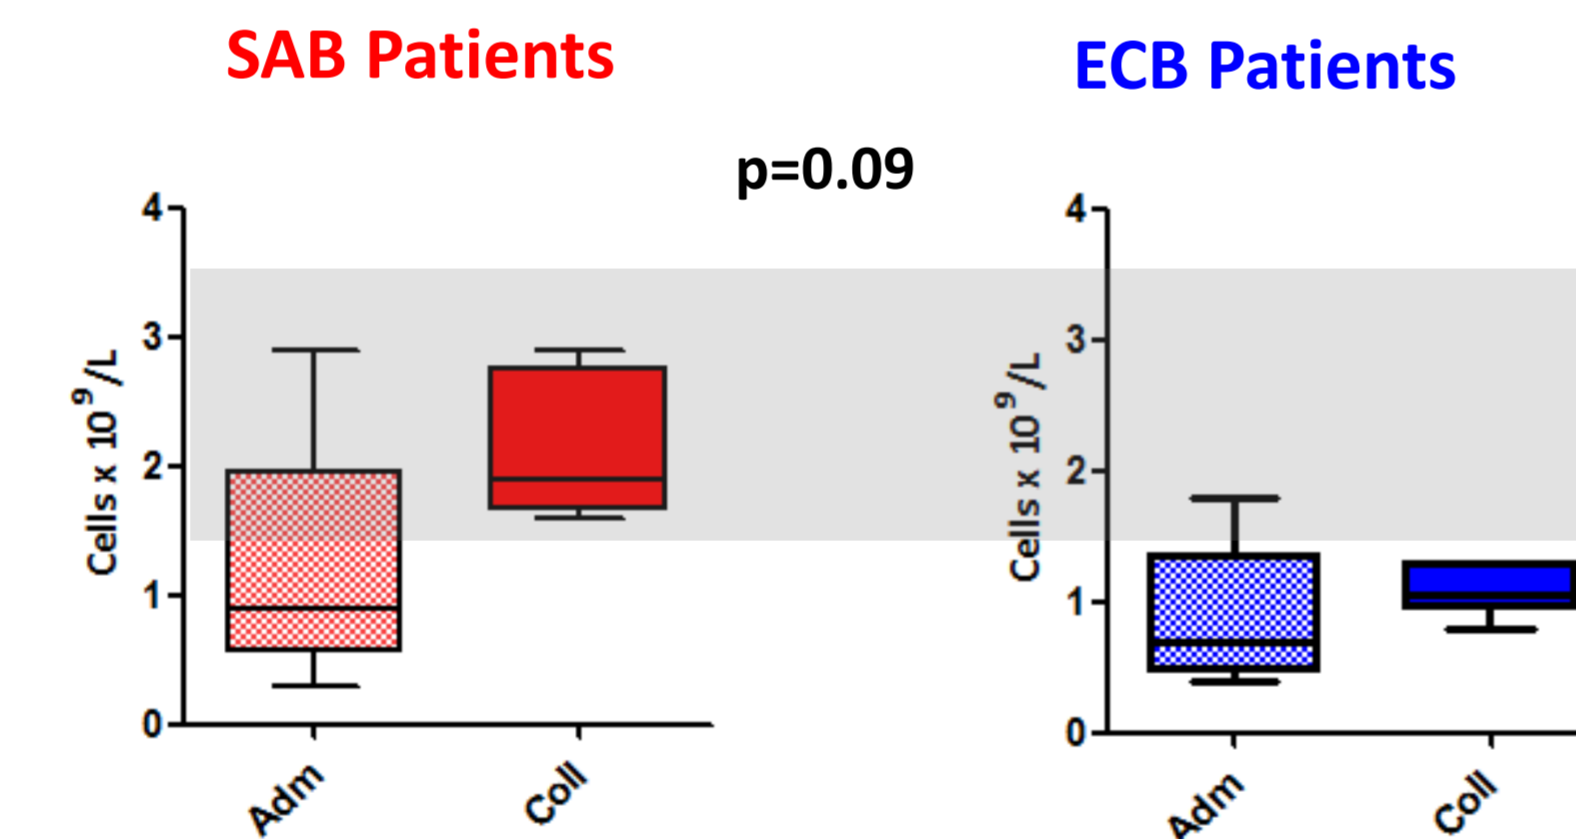 SAB Patients
ECB Patients
p=0.09
4
3
2
1
0
Cells x 10⁹/L
Adm
Coll
4
3
2
1
0
Cells x 10⁹/L
Adm
Coll